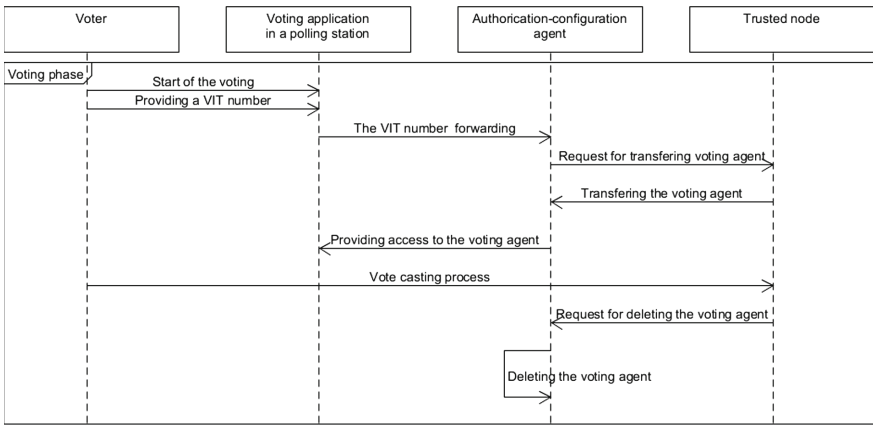 Voter
Voting application
in a polling station
Authorication-configuration
agent
Trusted node
Voting phase
Start of the voting
Providing a VIT number
The VIT number forwarding
Request for transfering voting agent
Transfering the voting agent
Providing access to the voting agent
Vote casting process
Request for deleting the voting agent
Deleting the voting agent